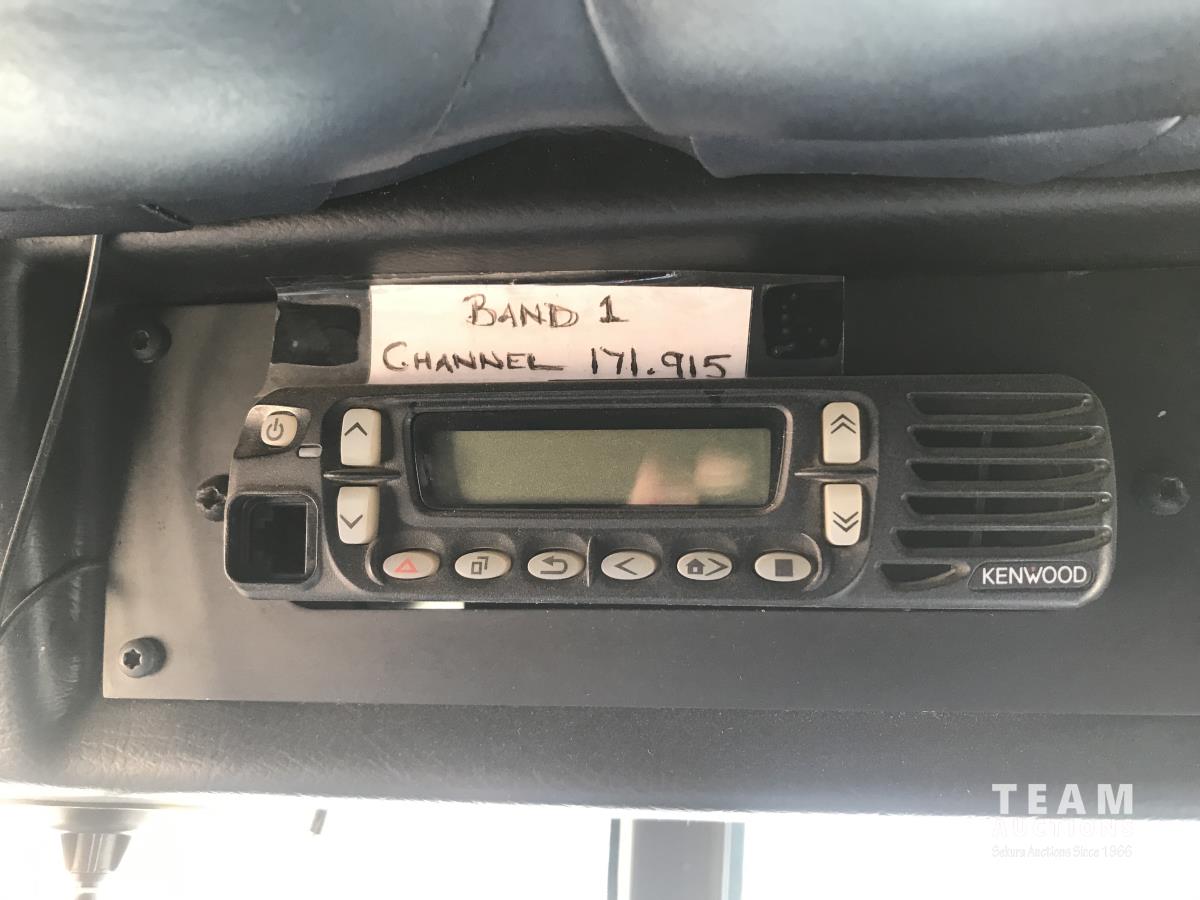 BAND 1
CHANNEL 171.915
KENWOOD
TEAM
AUCTIONS
Sekura Auctions Since 1966